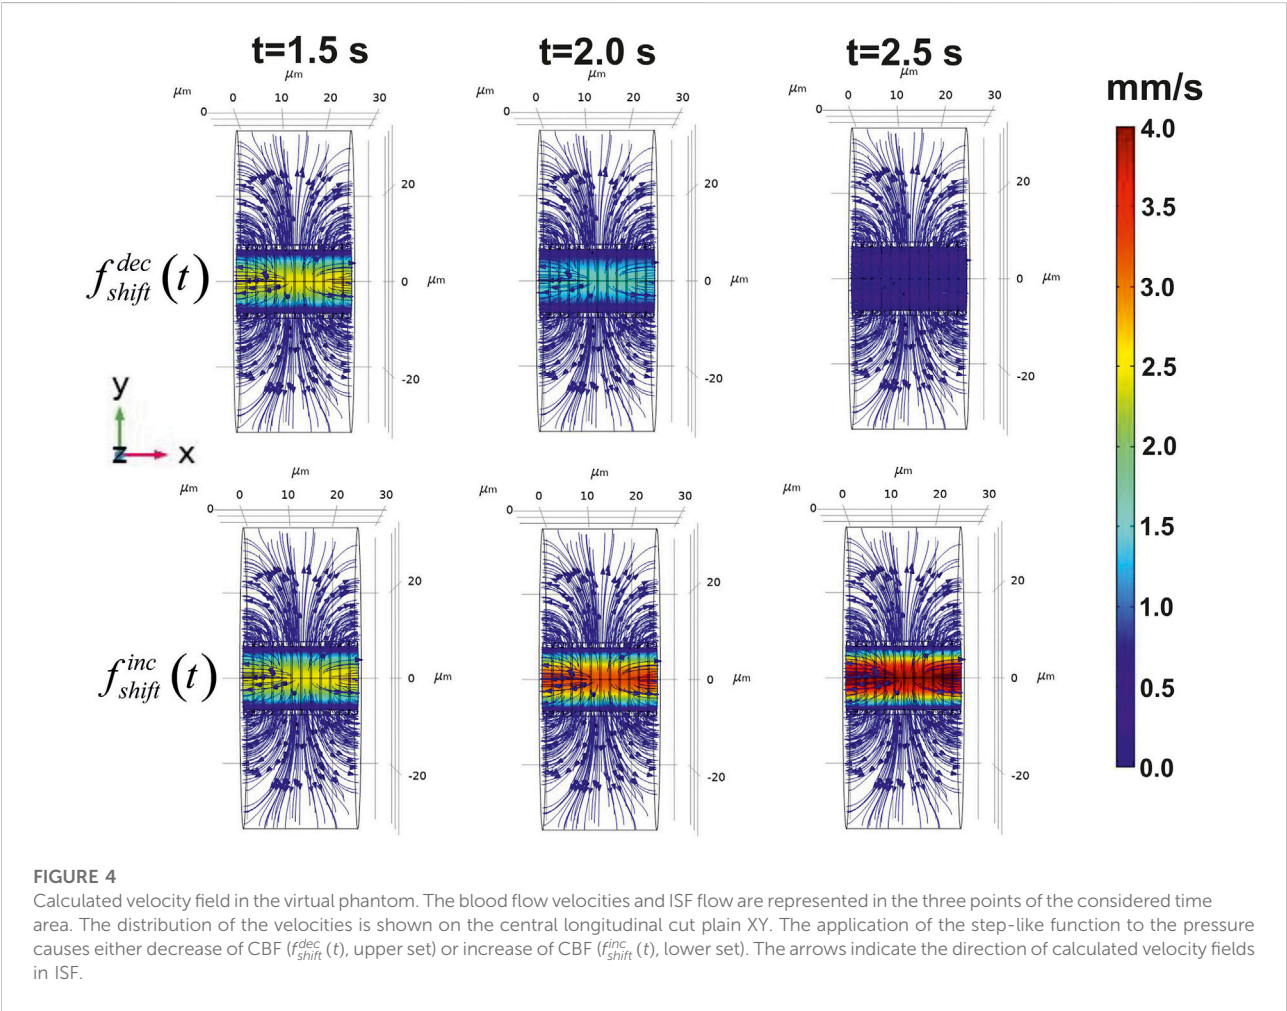 t=1.5 s t=2.0 s t=2.5 s
μm μm μm
μm 0 10 20 30 μm 0 10 20 30 μm 0 10 20 30
0 0 0
20 20 20
f dec shift (t) 0 μm 0 μm 0 μm
-20 -20 -20
y
z x
μm μm μm
μm 0 10 20 30 μm 0 10 20 30 μm 0 10 20 30
0 0 0
20 20 20
f inc shift (t) 0 μm 0 μm 0 μm
-20 -20 -20
mm/s
4.0
3.5
3.0
2.5
2.0
1.5
1.0
0.5
0.0
FIGURE 4
Calculated velocity field in the virtual phantom. The blood flow velocities and ISF flow are represented in the three points of the considered time
area. The distribution of the velocities is shown on the central longitudinal cut plain XY. The application of the step-like function to the pressure
causes either decrease of CBF (f dec shift (t), upper set) or increase of CBF (f inc shift (t), lower set). The arrows indicate the direction of calculated velocity fields
in ISF.